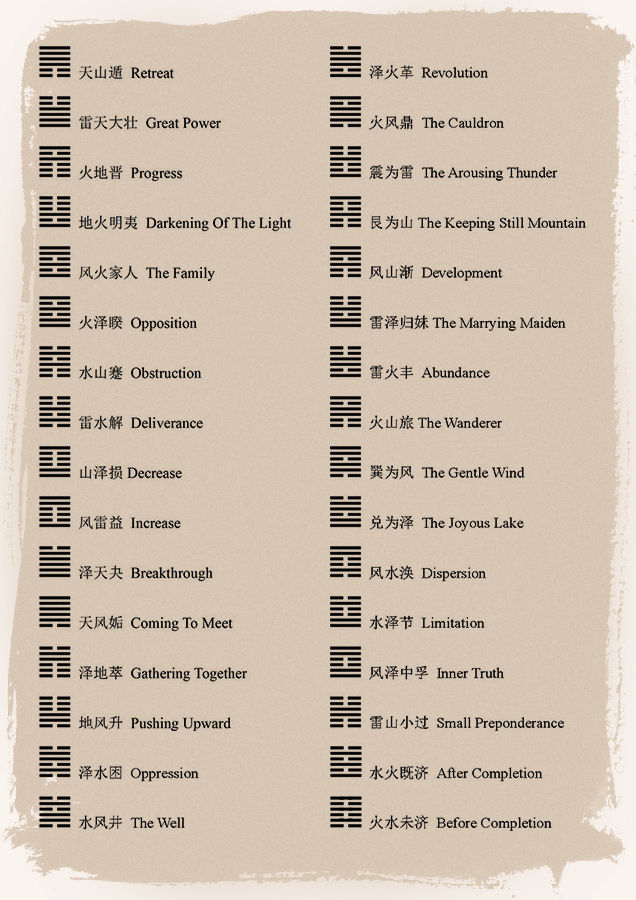 天山遁 Retreat
雷天大壮 Great Power
火地晋 Progress
地火明夷 Darkening Of The Light
风火家人 The Family
火泽睽 Opposition
水山蹇 Obstruction
雷水解 Deliverance
山泽损 Decrease
风雷益 Increase
泽天夬 Breakthrough
天风姤 Coming To Meet
泽地萃 Gathering Together
地风升 Pushing Upward
泽水困 Oppression
水风井 The Well
泽火革 Revolution
火风鼎 The Cauldron
震为雷 The Arousing Thunder
艮为山 The Keeping Still Mountain
风山渐 Development
雷泽归妹 The Marrying Maiden
雷火丰 Abundance
火山旅 The Wanderer
巽为风 The Gentle Wind
兑为泽 The Joyous Lake
风水涣 Dispersion
水泽节 Limitation
风泽中孚 Inner Truth
雷山小过 Small Preponderance
水火既济 After Completion
火水未济 Before Completion